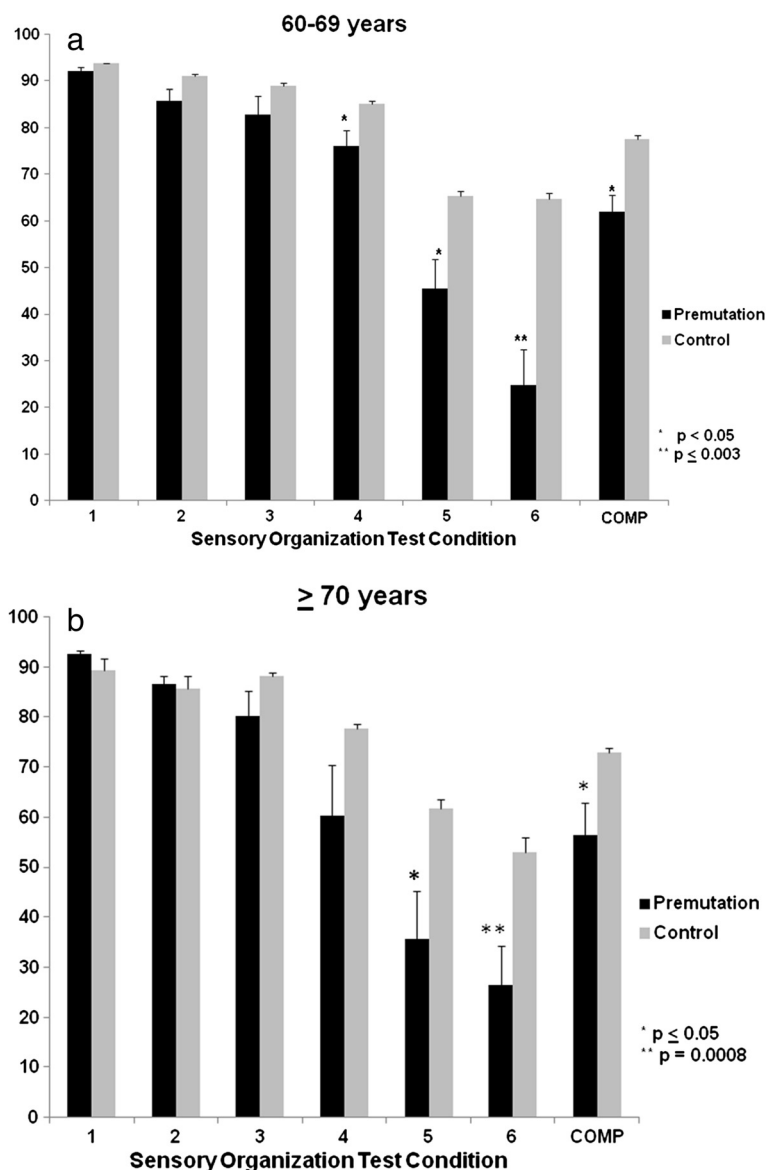 60-69 years
a
100
90
80
70
60
50
40
30
20
10
0
*
*
**
*
1 2 3 4 5 6 COMP
Sensory Organization Test Condition
Premutation
Control
* p < 0.05
** p ≤ 0.003
≥ 70 years
b
100
90
80
70
60
50
40
30
20
10
0
*
**
*
1 2 3 4 5 6 COMP
Sensory Organization Test Condition
Premutation
Control
* p ≤ 0.05
** p = 0.0008